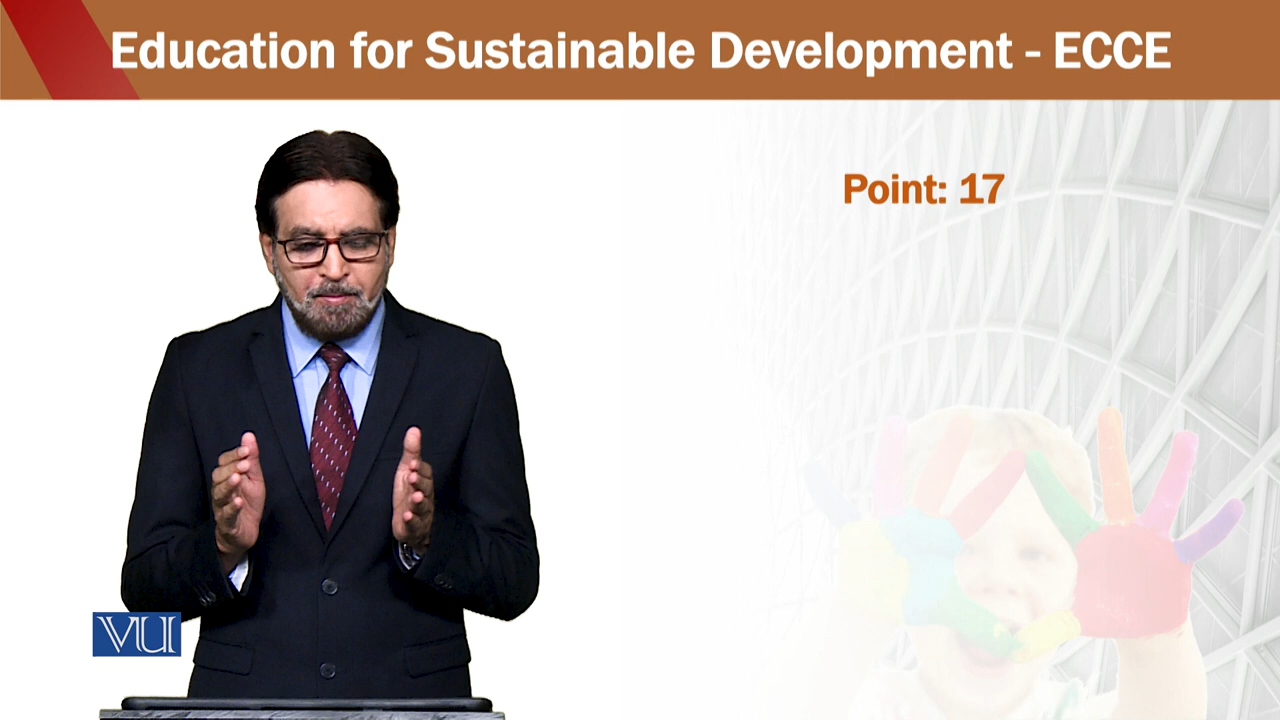 Education for Sustainable Development - ECCE
Point: 17
VU